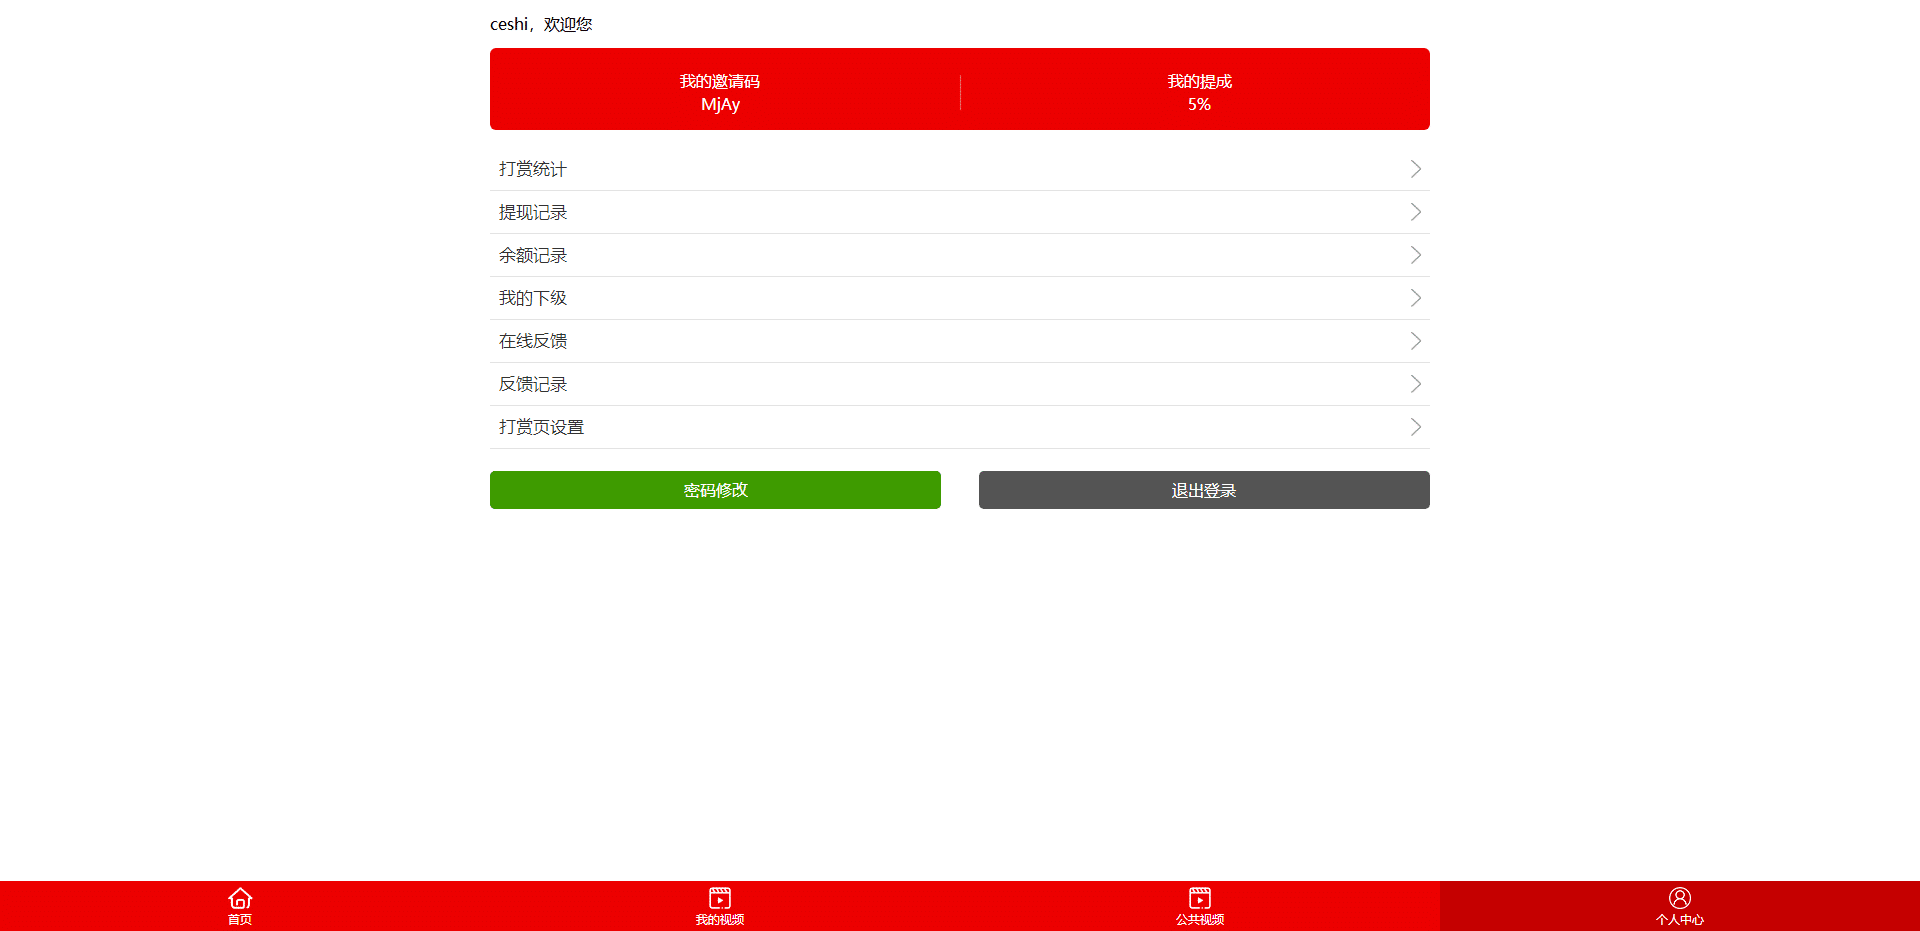 ceshi，欢迎您
我的邀请码
MjAy
我的提成
5%
打赏统计
提现记录
余额记录
我的下级
在线反馈
反馈记录
打赏页设置
密码修改
退出登录
首页
我的视频
公共视频
个人中心